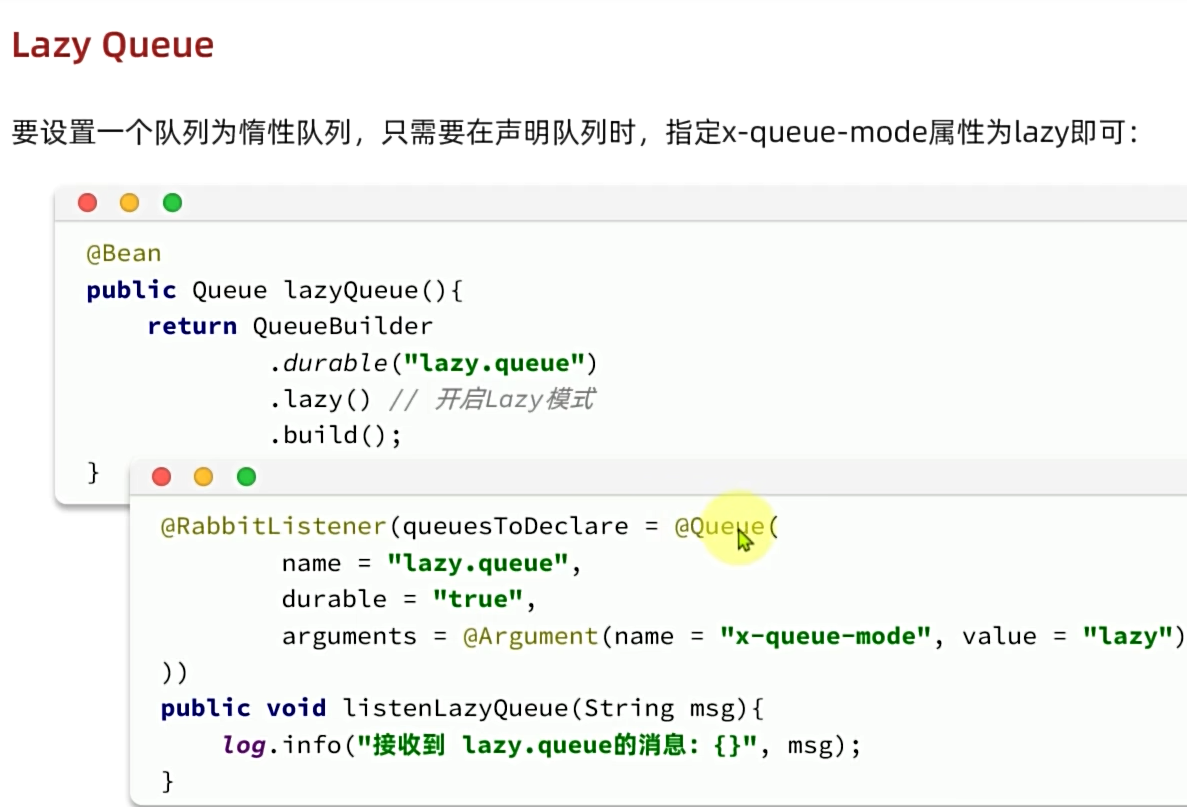 Lazy Queue
要设置一个队列为惰性队列，只需要在声明队列时，指定x-queue-mode属性为lazy即可：
@Bean
public Queue lazyQueue(){
return QueueBuilder
.durable("lazy.queue")
.lazy() // 开启Lazy模式
.build();
}
@RabbitListener(queuesToDeclare = @Queue(
name = "lazy.queue",
durable = "true",
arguments = @Argument(name = "x-queue-mode", value = "lazy")
))
public void listenLazyQueue(String msg){
log.info("接收到 lazy.queue的消息：{}", msg);
}